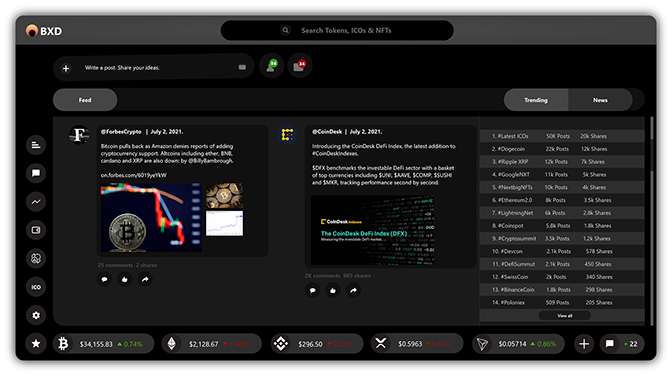 BXD
Search Tokens, ICOs & NFTs
Write a post. Share your ideas.
56
34
Feed
Trending
News
@ForbesCrypto | July 2, 2021.
Bitcoin pulls back as Amazon denies reports of adding
cryptocurrency support. Altcoins including ether, BNB,
cardano and XRP are also down: by @BillyBambrough.
on.forbes.com/6019yeYkW
25 comments 2 shares
@CoinDesk | July 2, 2021.
Introducing the CoinDesk DeFi Index, the latest addition to
#CoinDeskIndexes.
$DFX benchmarks the investable DeFi sector with a basket
of top currencies including $UNI, $AAVE, $COMP, $SUSHI
and $MKR, tracking performance second by second.
CoinDesk Indexes
The CoinDesk DeFi Index (DFX)
Measuring the investable DeFi market.
2K comments 865 shares
1. #Latest ICOs 50K Posts 20k Shares
2. #Dogecoin 22k Posts 12k Shares
3. #Ripple XRP 12k Posts 7k Shares
4. #GoogleNXT 11k Posts 5k Shares
5. #NextbigNFTs 10k Posts 4k Shares
6. #Ethereum2.0 8k Posts 3.5k Shares
7. #LightningNet 6k Posts 2.8k Shares
8. #Coinspot 5.8k Posts 1.8k Shares
9. #Cryptosummit 3.5k Posts 1.2k Shares
10. #Devcon 2.1k Posts 578 Shares
11. #DefiSummut 2.1k Posts 450 Shares
12. #SwissCoin 2k Posts 340 Shares
13. #BinanceCoin 1.8k Posts 298 Shares
14. #Poloniex 509 Posts 205 Shares
View all
ICO
$34,155.83 0.74%
$2,128.67
$296.50
$0.5963
$0.05714 0.86%
22